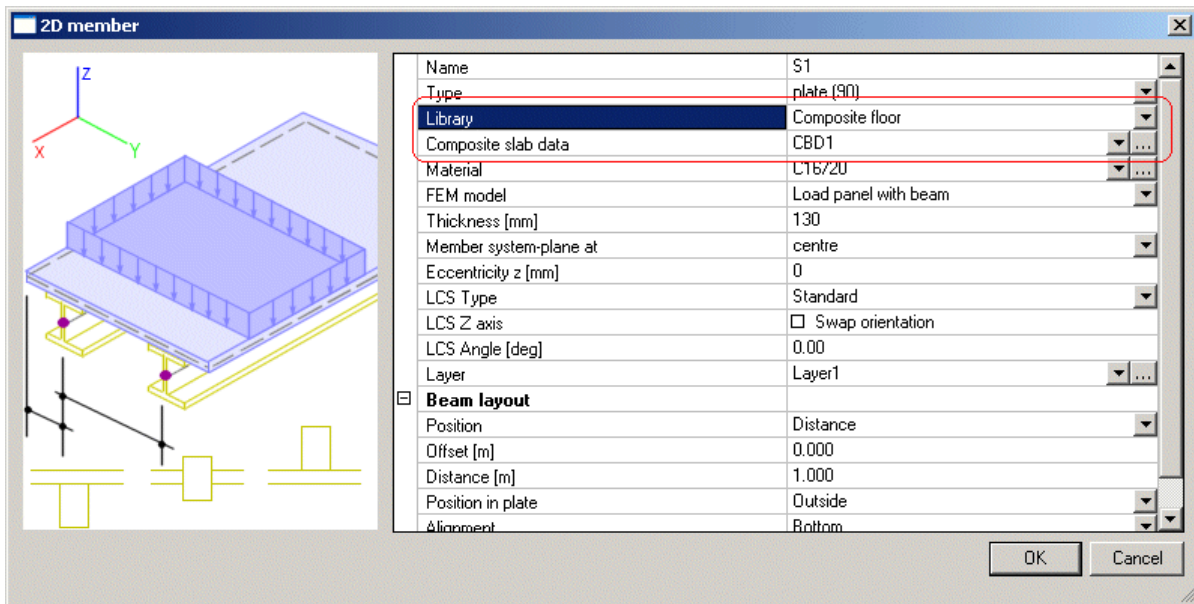 2D member
Z
X
Y
Name S1
Type plate (90)
Library Composite floor
Composite slab data CBD1
Material C16/20
FEM model Load panel with beam
Thickness [mm] 130
Member system-plane at centre
Eccentricity z [mm] 0
LCS Type Standard
LCS Z axis Swap orientation
LCS Angle [deg] 0.00
Layer Layer1
Beam layout
Position Distance
Offset [m] 0.000
Distance [m] 1.000
Position in plate Outside
Alignment Bottom
OK Cancel